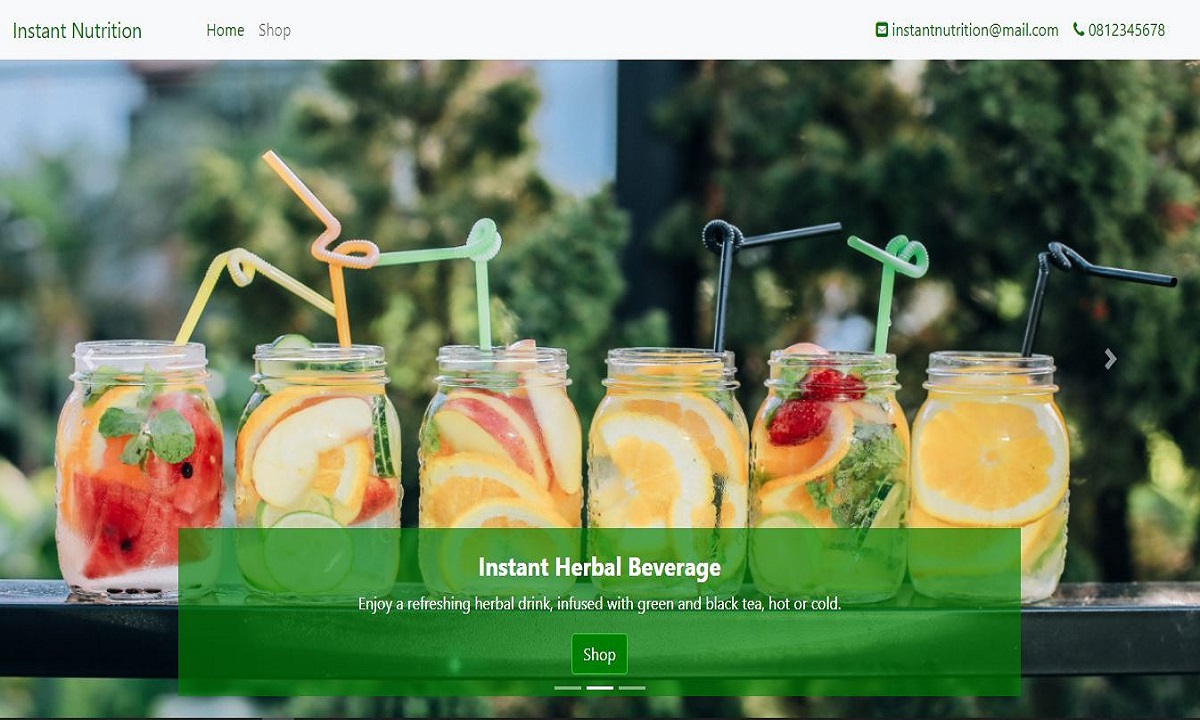 Instant Nutrition Home Shop instantnutrition@mail.com 0812345678
Instant Herbal Beverage
Enjoy a refreshing herbal drink, infused with green and black tea, hot or cold.
Shop